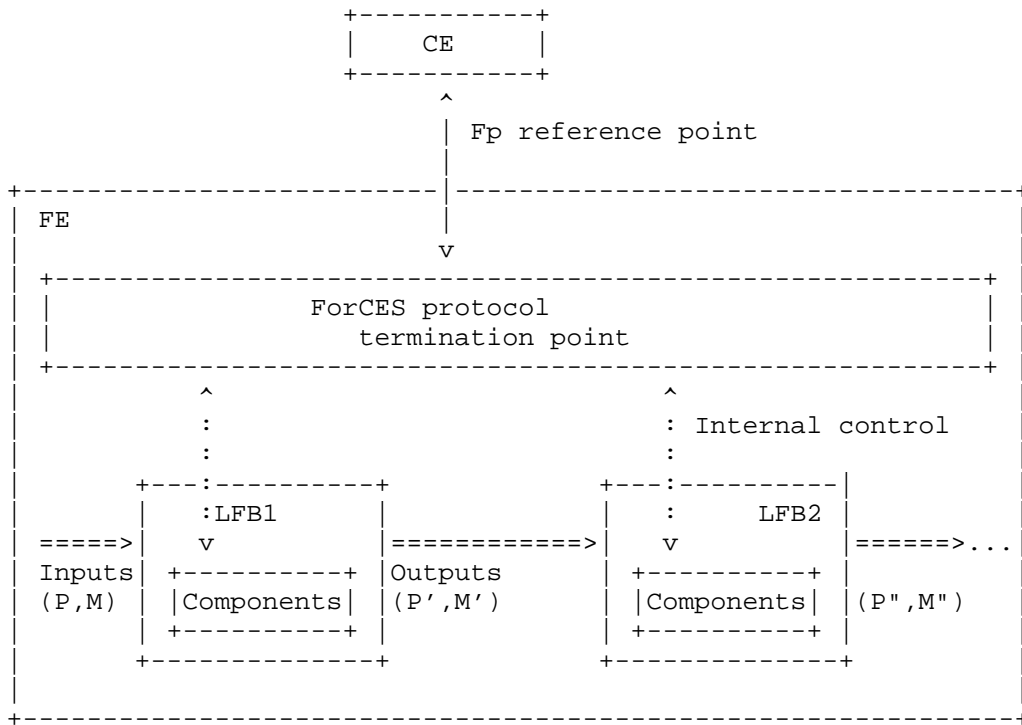 CE
Fp reference point
FE
ForCES protocol
termination point
Internal control
LFB1
LFB2
Inputs
(P,M)
Components
Outputs
(P',M')
Components
(P",M")
...